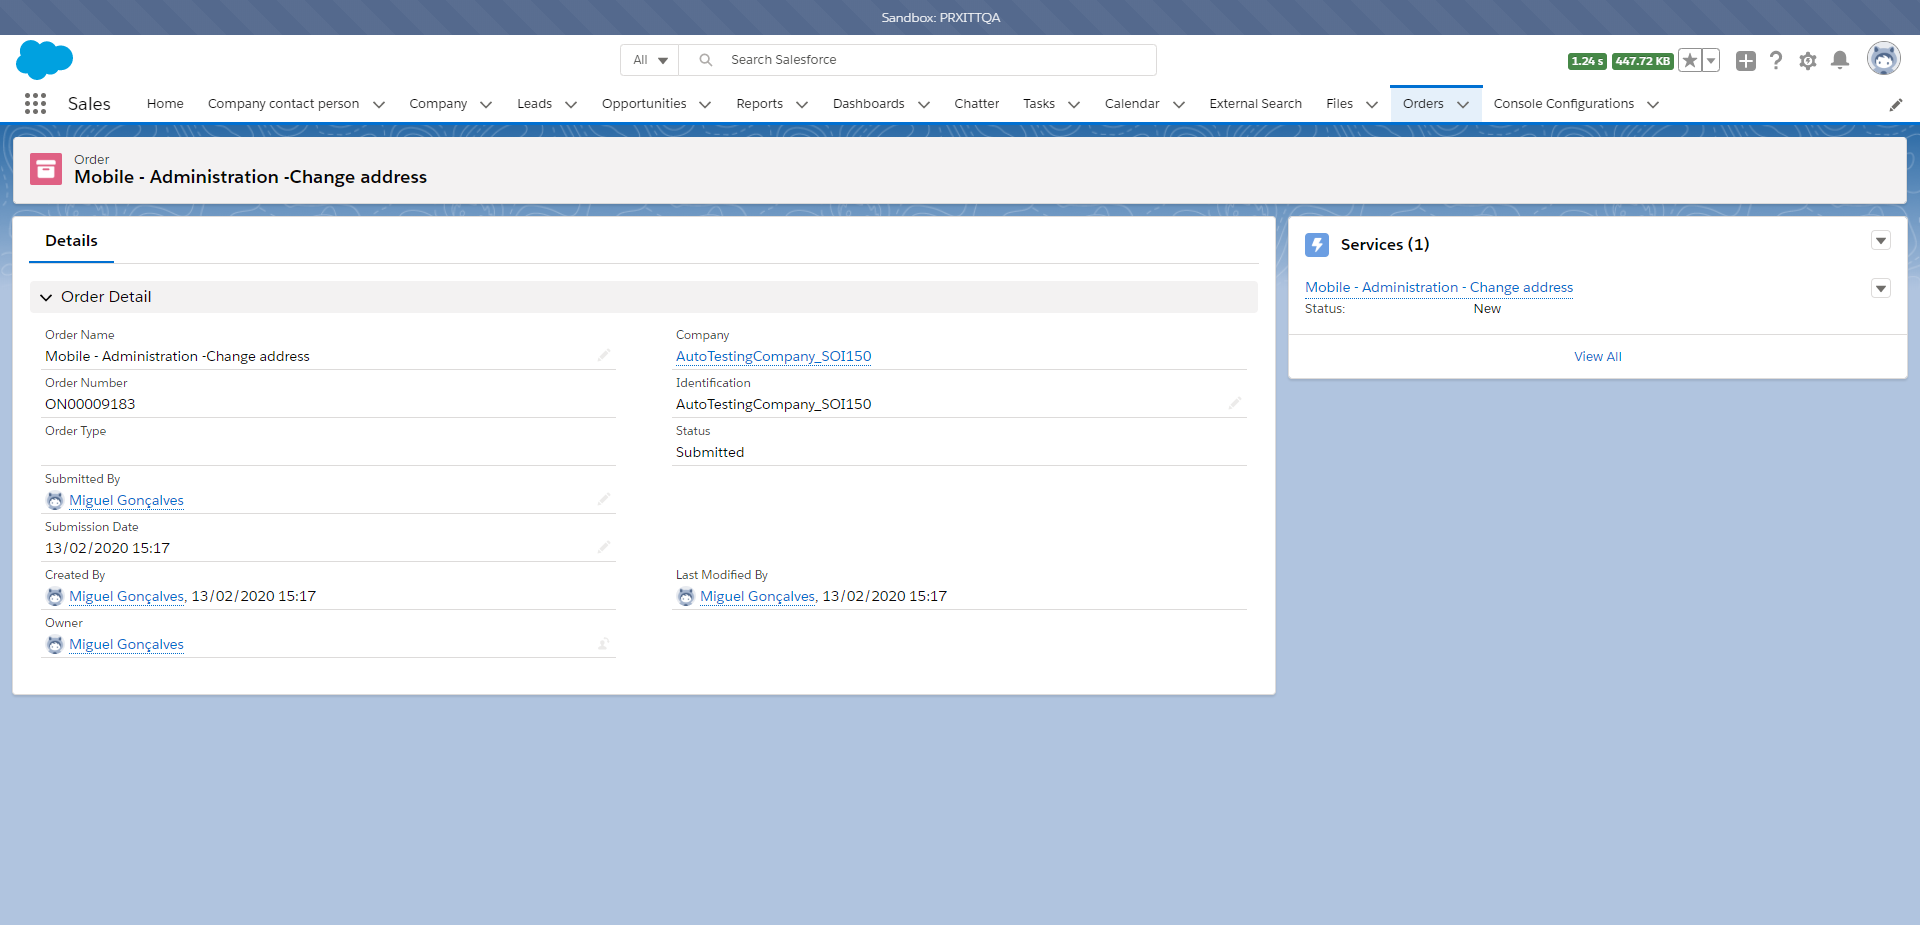 Sandbox: PRXITTQA
All
Search Salesforce
1.24 s 447.72 KB
Sales Home Company contact person Company Leads Opportunities Reports Dashboards Chatter Tasks Calendar External Search Files Orders Console Configurations
Order
Mobile - Administration -Change address
Details
Order Detail
Order Name
Mobile - Administration -Change address
Company
AutoTestingCompany_SOI150
Order Number
ON00009183
Identification
AutoTestingCompany_SOI150
Order Type
Status
Submitted
Submitted By
Miguel Gonçalves
Submission Date
13/02/2020 15:17
Created By
Miguel Gonçalves, 13/02/2020 15:17
Last Modified By
Miguel Gonçalves, 13/02/2020 15:17
Owner
Miguel Gonçalves
Services (1)
Mobile - Administration - Change address
Status: New
View All